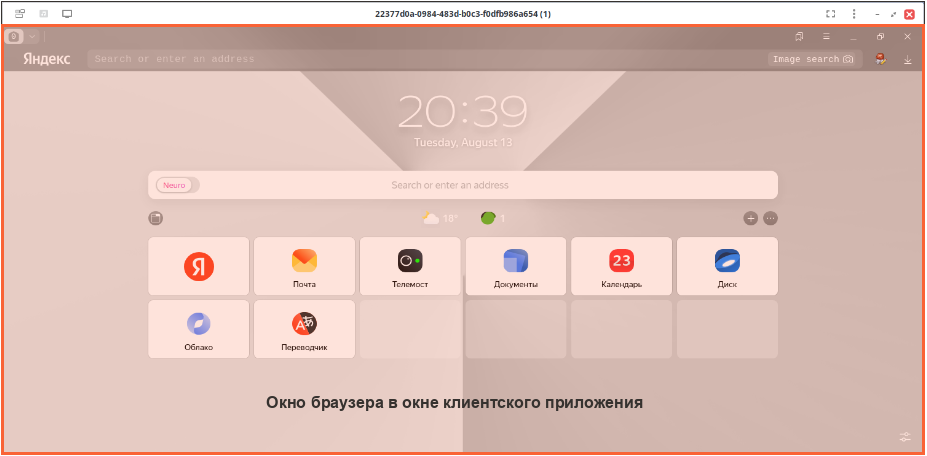 22377d0a-0984-483d-b0c3-f0dfb986a654 (1)
Яндекс
Search or enter an address
Image search
20:39
Tuesday, August 13
Neuro
Search or enter an address
18°
1
Я
Почта
Телемост
Документы
23
Календарь
Диск
Облако
Переводчик
Окно браузера в окне клиентского приложения